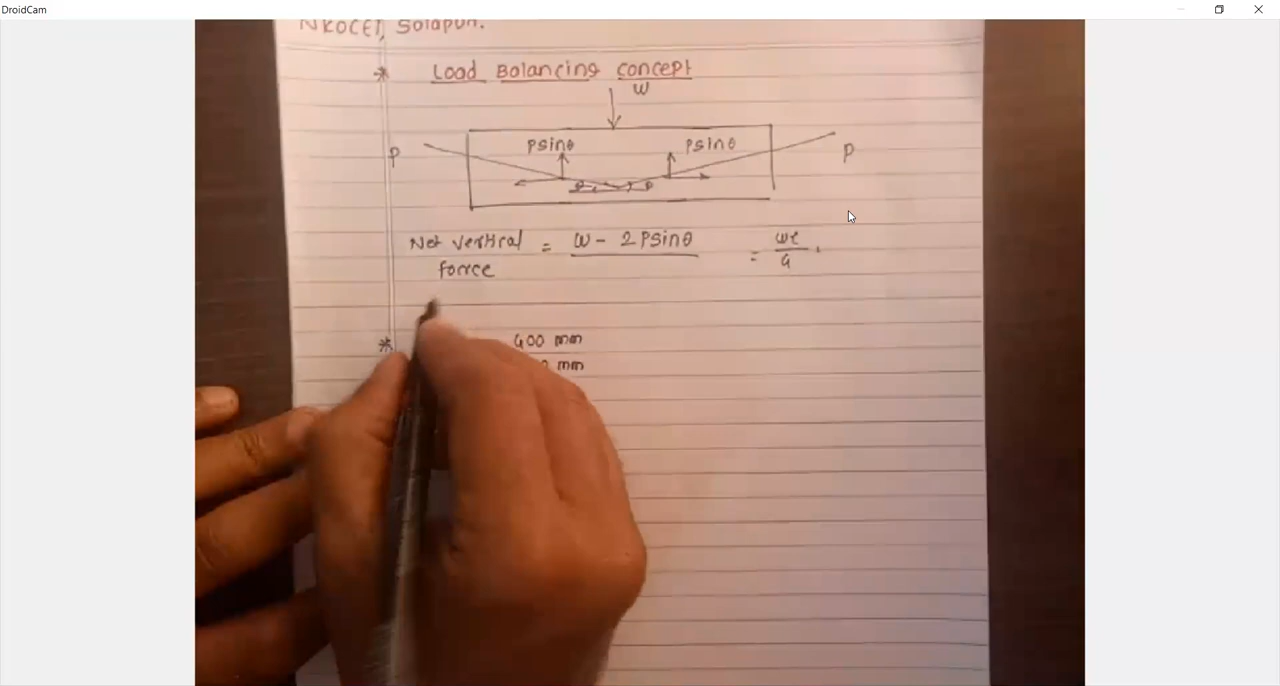 DroidCam
NKOCET, Solapur.
* Load Balancing Concept
W
Psinθ Psinθ
P P
Net vertical = W - 2Psinθ = wl
force 4
* 400 mm
mm